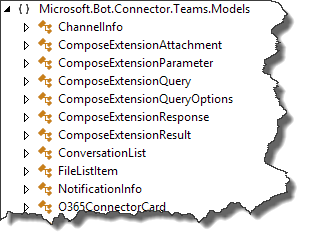 { } Microsoft.Bot.Connector.Teams.Models
ChannelInfo
ComposeExtensionAttachment
ComposeExtensionParameter
ComposeExtensionQuery
ComposeExtensionQueryOptions
ComposeExtensionResponse
ComposeExtensionResult
ConversationList
FileListItem
NotificationInfo
O365ConnectorCard